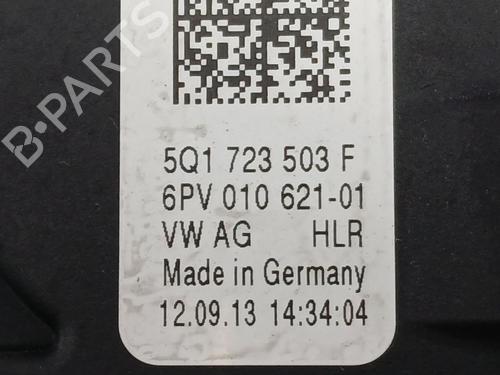 B-PARTS
5Q1 723 503 F
6PV 010 621-01
VW AG HLR
Made in Germany
12.09.13 14:34:04